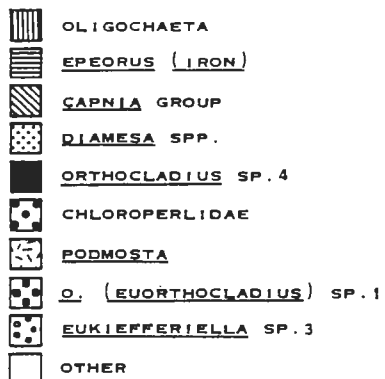 OLIGOCHAETA
EPEORUS (IRON)
CAPNIA GROUP
DIAMESA SPP.
ORTHOCLADIUS SP.4
CHLOROPERLIDAE
PODMOSTA
O. (EUORTHOCLADIUS) SP.1
EUKIEFFERIELLA SP.3
OTHER